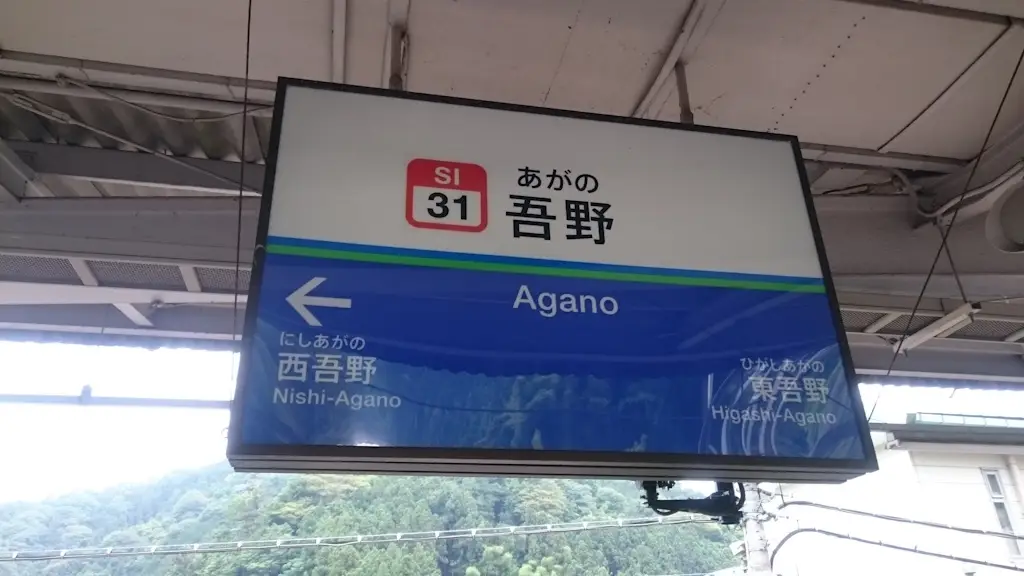 SI
31
あがの
吾野
Agano
←
にしあがの
西吾野
Nishi-Agano
ひがしあがの
東吾野
Higashi-Agano